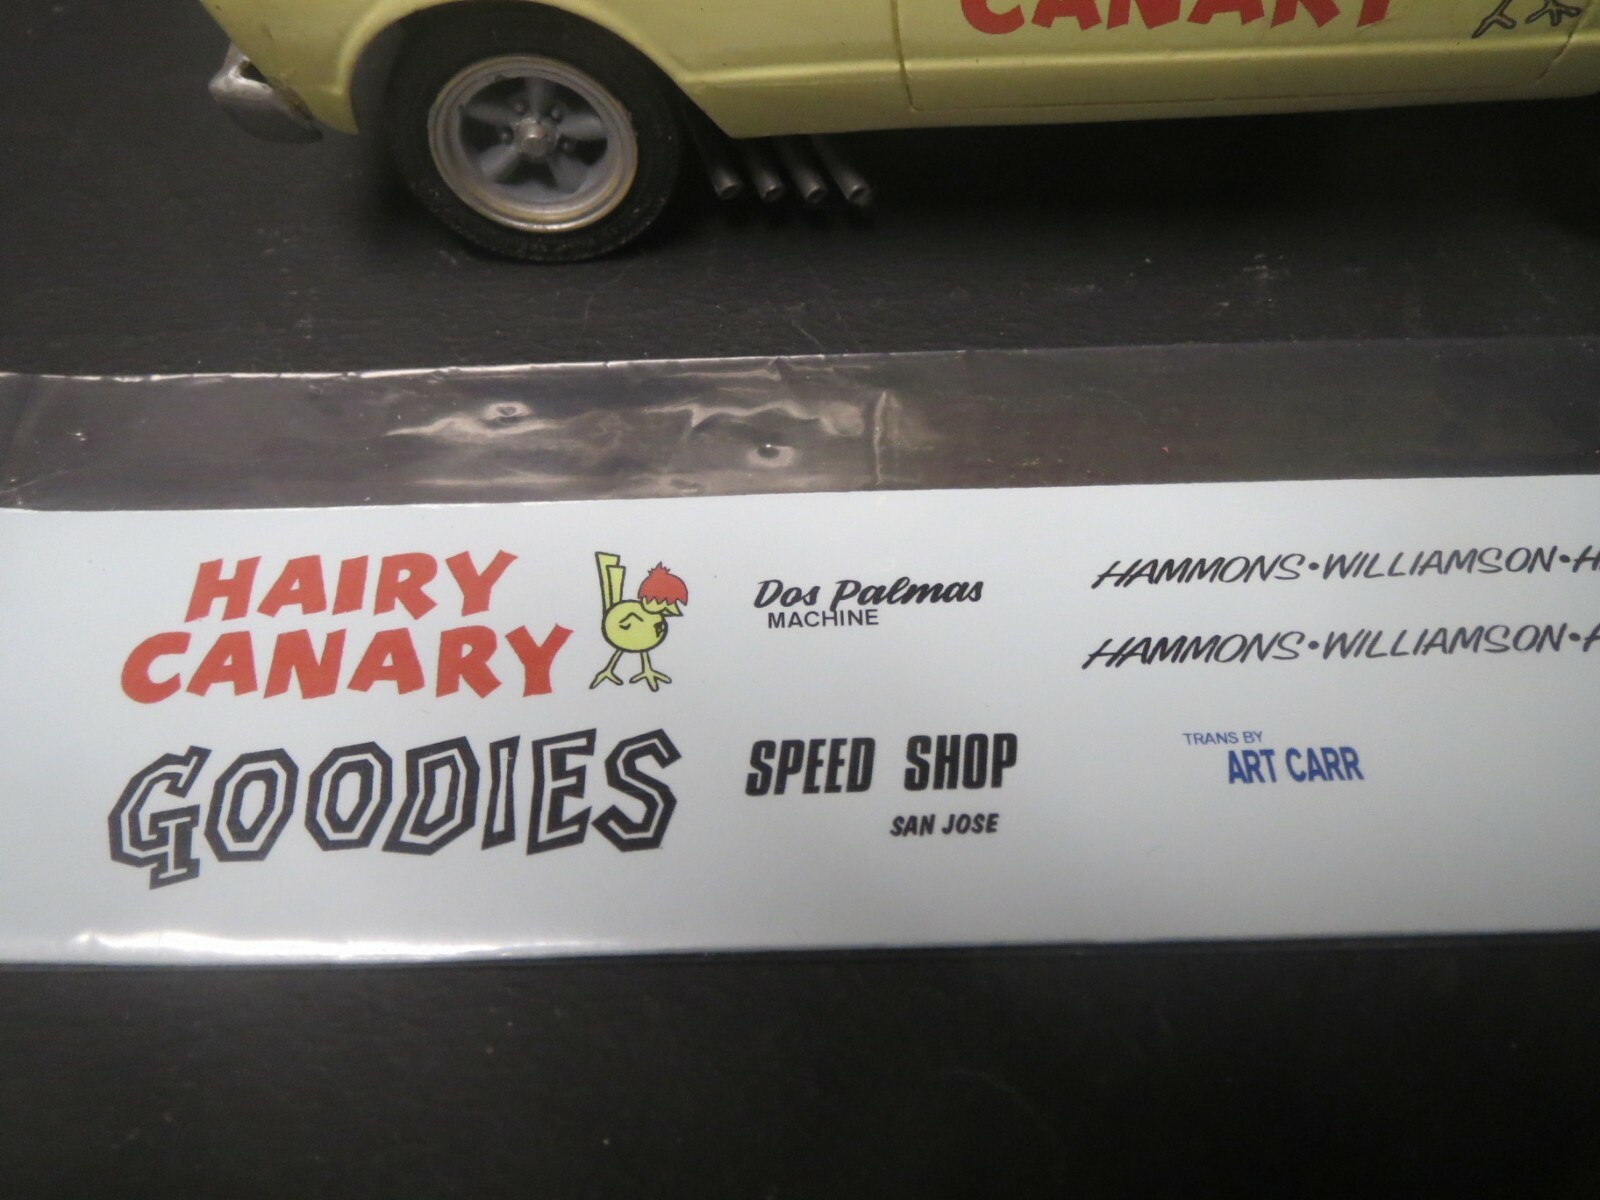 CANARY
HAIRY
CANARY
Dos Palmas
MACHINE
HAMMONS•WILLIAMSON•H
HAMMONS•WILLIAMSON•H
GOODIES
SPEED SHOP
SAN JOSE
TRANS BY
ART CARR